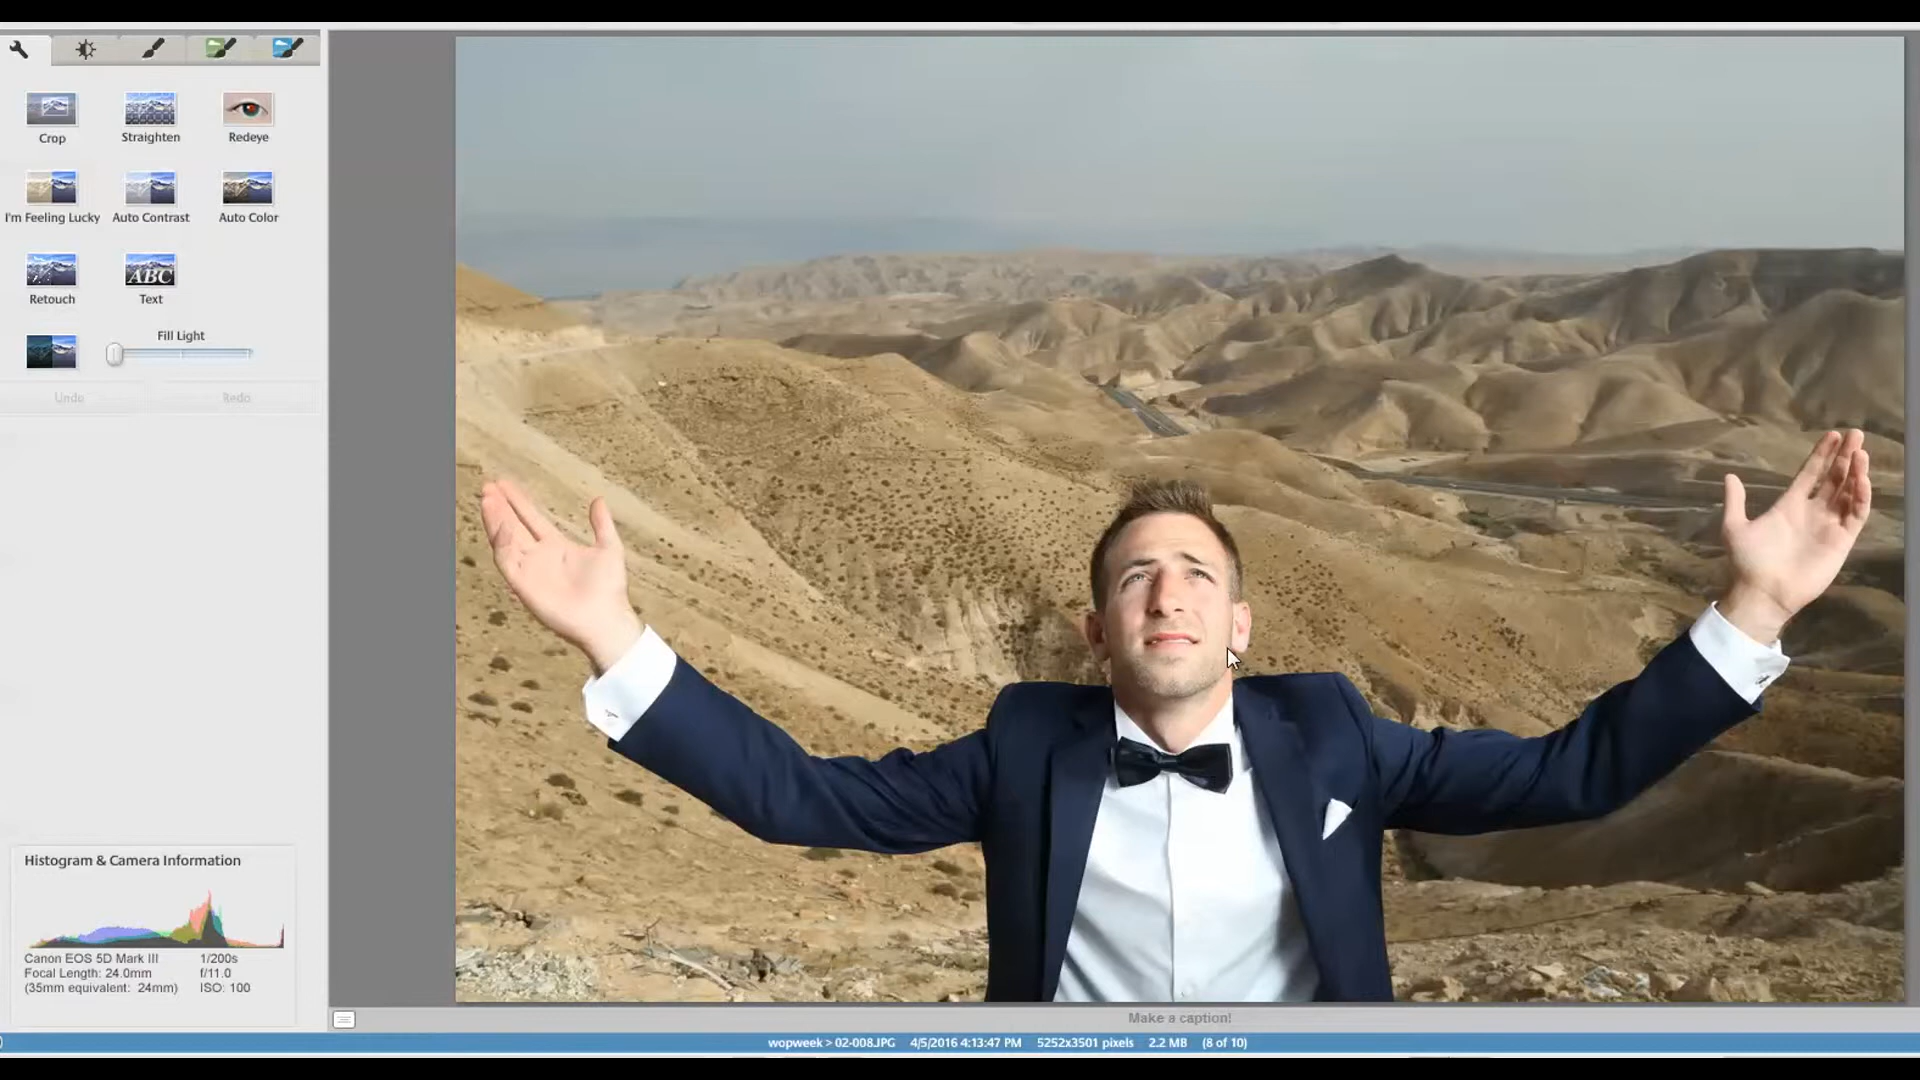 Crop
Straighten
Redeye
I'm Feeling Lucky
Auto Contrast
Auto Color
ABC
Retouch
Text
Fill Light
Undo
Redo
Histogram & Camera Information
Canon EOS 5D Mark III 1/200s
Focal Length: 24.0mm f/11.0
(35mm equivalent: 24mm) ISO: 100
Make a caption!
wopweek > 02-008.JPG 4/5/2016 4:13:47 PM 5252x3501 pixels 2.2 MB (8 of 10)